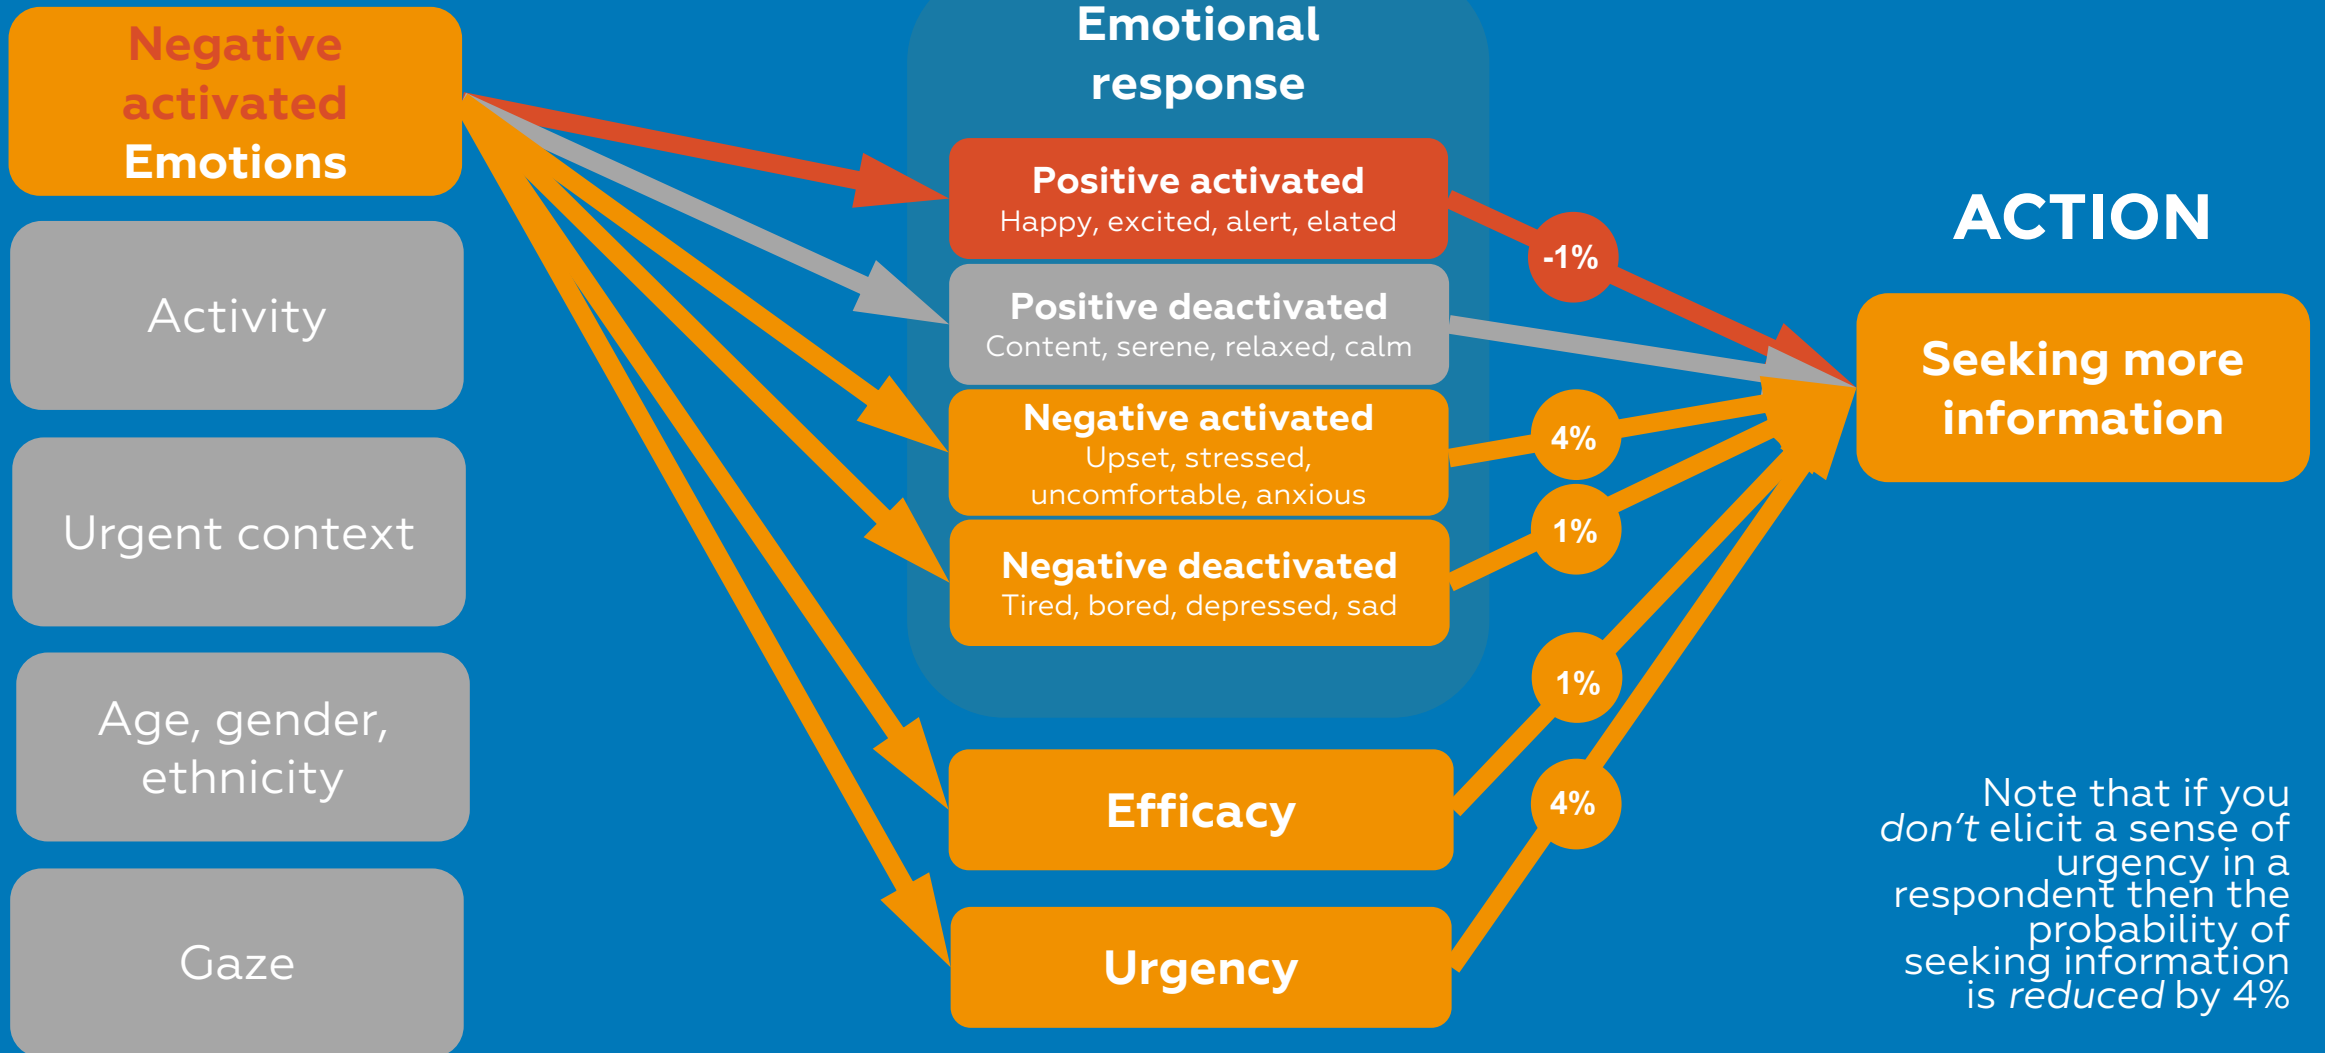 Negative
activated
Emotions
Activity
Urgent context
Age, gender,
ethnicity
Gaze
Emotional
response
Positive activated
Happy, excited, alert, elated
Positive deactivated
Content, serene, relaxed, calm
Negative activated
Upset, stressed,
uncomfortable, anxious
Negative deactivated
Tired, bored, depressed, sad
Efficacy
Urgency
-1%
4%
1%
1%
4%
ACTION
Seeking more
information
Note that if you
don't elicit a sense of
urgency in a
respondent then the
probability of
seeking information
is reduced by 4%